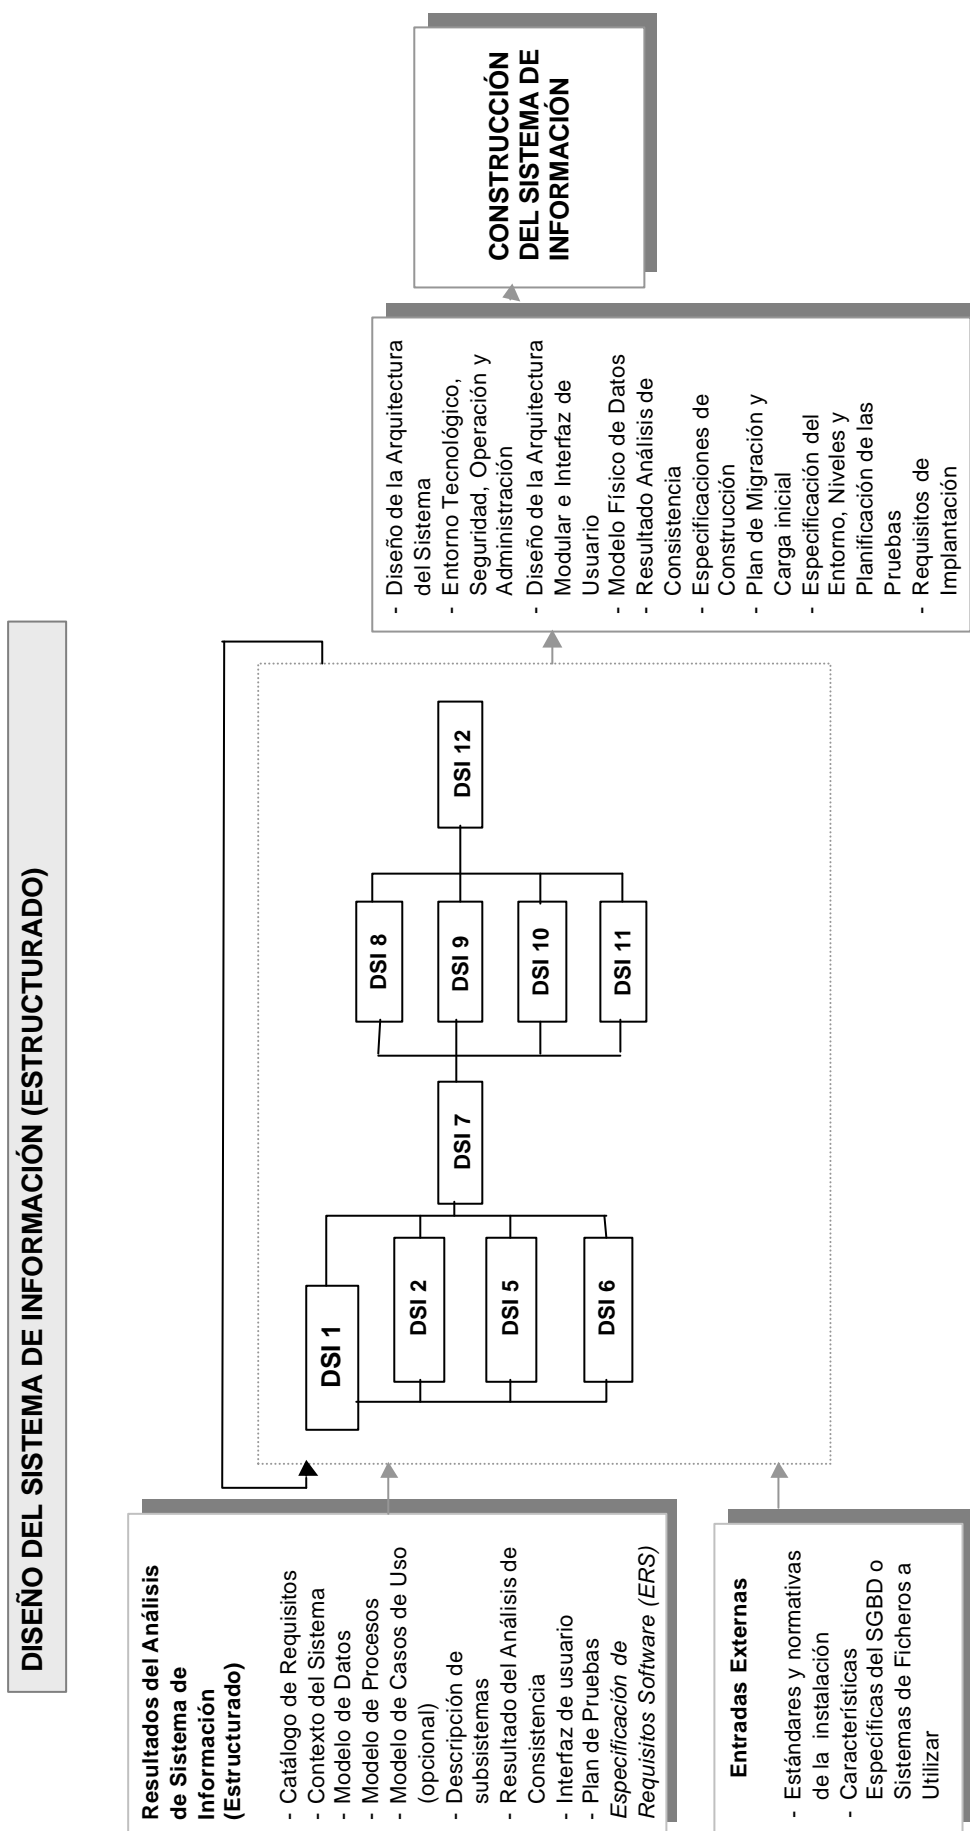 DISEÑO DEL SISTEMA DE INFORMACIÓN (ESTRUCTURADO)
Resultados del Análisis
de Sistema de
Información
(Estructurado)
- Catálogo de Requisitos
- Contexto del Sistema
- Modelo de Datos
- Modelo de Procesos
- Modelo de Casos de Uso
(opcional)
- Descripción de
subsistemas
- Resultado del Análisis de
Consistencia
- Interfaz de usuario
- Plan de Pruebas
Especificación de
Requisitos Software (ERS)
Entradas Externas
- Estándares y normativas
de la instalación
- Características
Específicas del SGBD o
Sistemas de Ficheros a
Utilizar
DSI 1
DSI 2
DSI 5
DSI 6
DSI 7
DSI 8
DSI 9
DSI 10
DSI 11
DSI 12
- Diseño de la Arquitectura
del Sistema
- Entorno Tecnológico,
Seguridad, Operación y
Administración
- Diseño de la Arquitectura
Modular e Interfaz de
Usuario
- Modelo Físico de Datos
- Resultado Análisis de
Consistencia
- Especificaciones de
Construcción
- Plan de Migración y
Carga inicial
- Especificación del
Entorno, Niveles y
Planificación de las
Pruebas
- Requisitos de
Implantación
CONSTRUCCIÓN
DEL SISTEMA DE
INFORMACIÓN